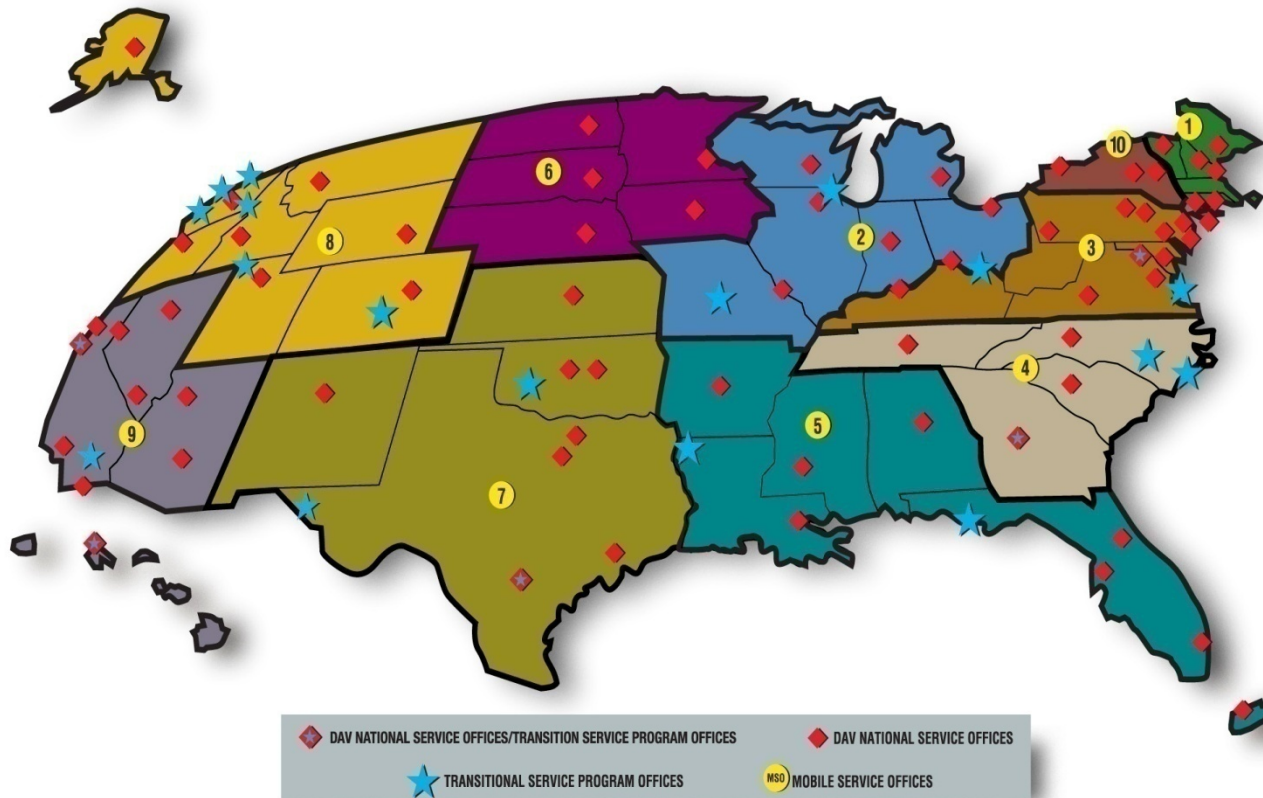 1
10
6
8
2
3
4
5
9
7
DAV NATIONAL SERVICE OFFICES/TRANSITION SERVICE PROGRAM OFFICES
DAV NATIONAL SERVICE OFFICES
TRANSITIONAL SERVICE PROGRAM OFFICES
MSO MOBILE SERVICE OFFICES